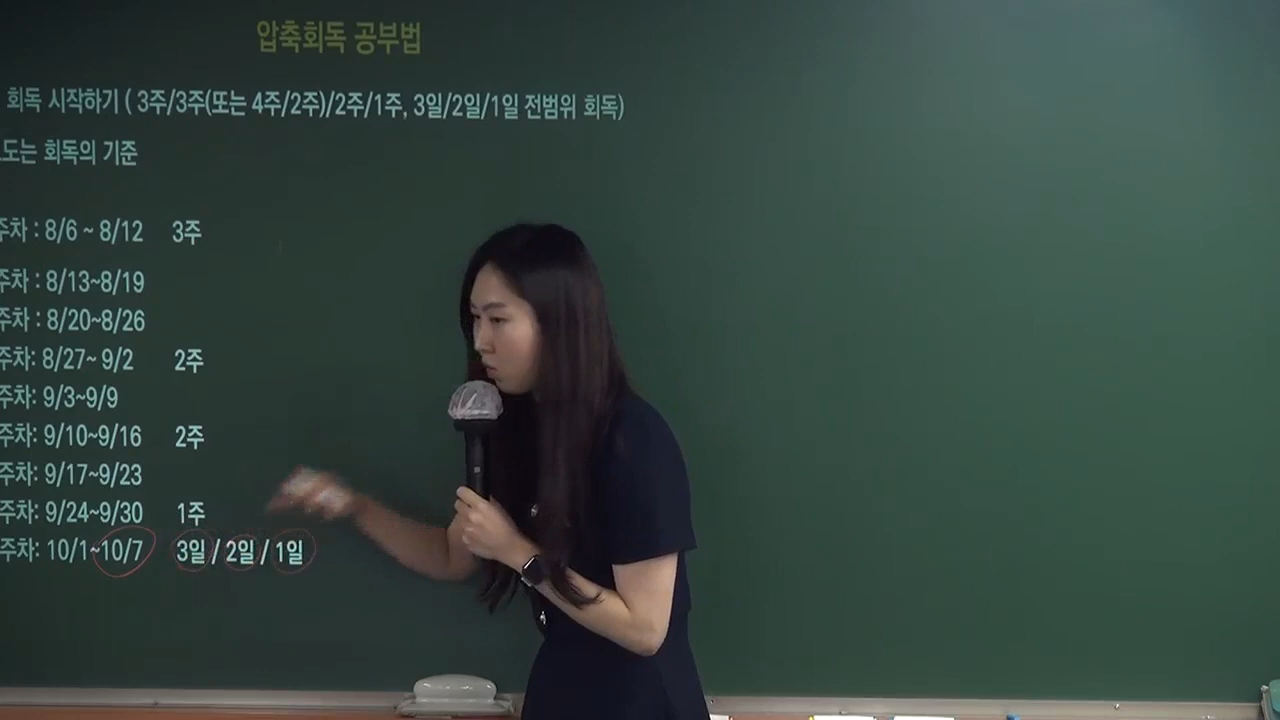 압축회독 공부법
회독 시작하기 ( 3주/3주(또는 4주/2주)/2주/1주, 3일/2일/1일 전범위 회독)
도는 회독의 기준
주차 : 8/6 ~ 8/12 3주
주차 : 8/13~8/19
주차 : 8/20~8/26
주차: 8/27~ 9/2 2주
주차: 9/3~9/9
주차: 9/10~9/16 2주
주차: 9/17~9/23
주차: 9/24~9/30 1주
주차: 10/1~10/7 3일 / 2일 / 1일